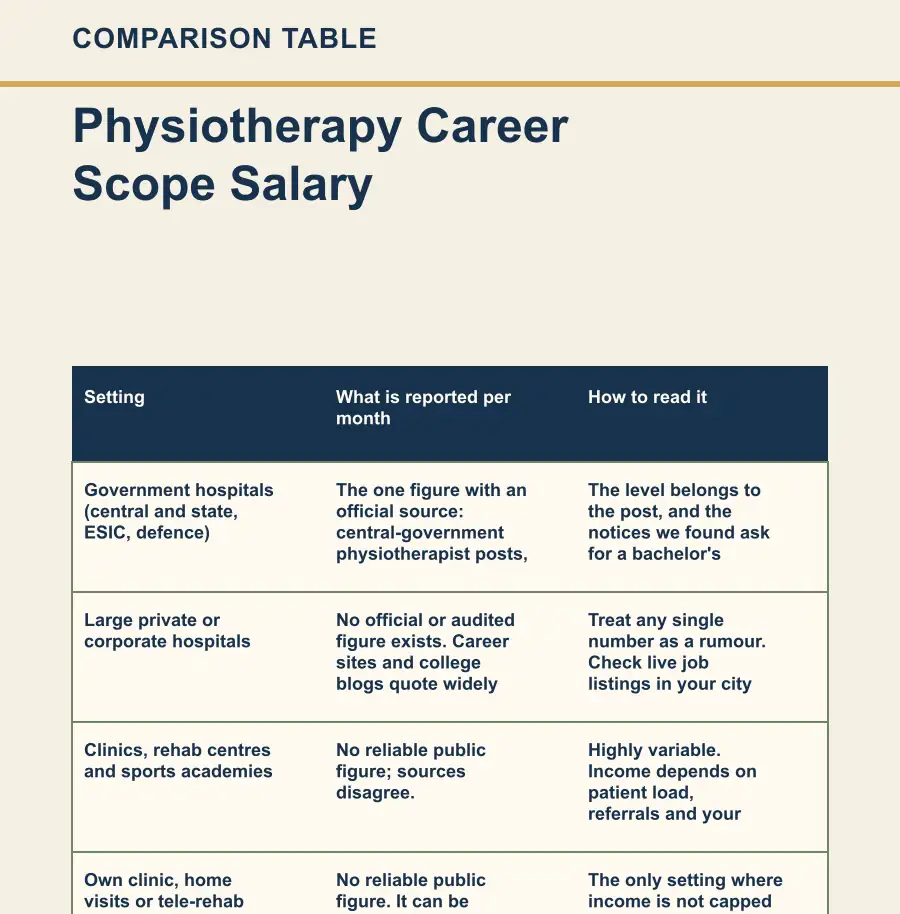 COMPARISON TABLE
Physiotherapy Career
Scope Salary
Setting
What is reported per
month
How to read it
Government hospitals
(central and state,
ESIC, defence)
The one figure with an
official source:
central-government
physiotherapist posts,
The level belongs to
the post, and the
notices we found ask
for a bachelor's
Large private or
corporate hospitals
No official or audited
figure exists. Career
sites and college
blogs quote widely
Treat any single
number as a rumour.
Check live job
listings in your city
Clinics, rehab centres
and sports academies
No reliable public
figure; sources
disagree.
Highly variable.
Income depends on
patient load,
referrals and your
Own clinic, home
visits or tele-rehab
No reliable public
figure. It can be
The only setting where
income is not capped